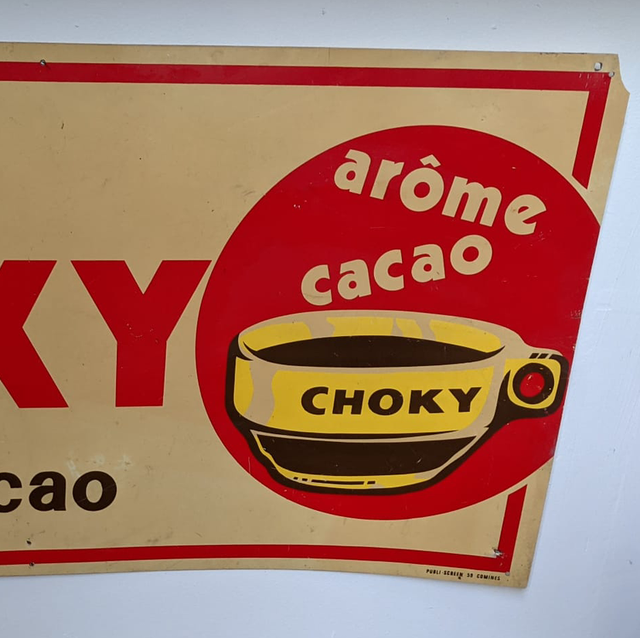 arôme
cacao
KY
CHOKY
cao
PUBLI-SCREEN 59 COMINES